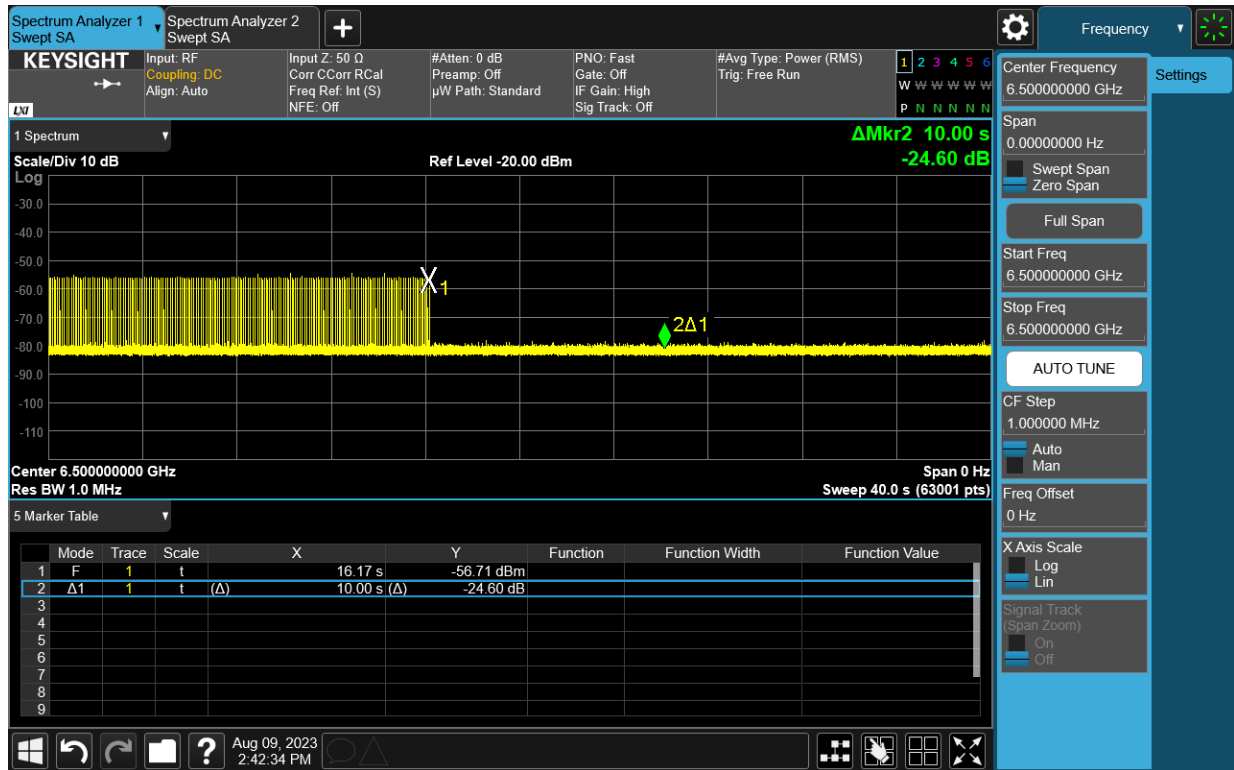 Spectrum Analyzer 1
Swept SA
Spectrum Analyzer 2
Swept SA
Frequency
KEYSIGHT
LXI
Input: RF
Coupling: DC
Align: Auto
Input Z: 50 Ω
Corr CCorr RCal
Freq Ref: Int (S)
NFE: Off
#Atten: 0 dB
Preamp: Off
µW Path: Standard
PNO: Fast
Gate: Off
IF Gain: High
Sig Track: Off
#Avg Type: Power (RMS)
Trig: Free Run
1 2 3 4 5 6
W W W W W W
P N N N N N
1 Spectrum
Scale/Div 10 dB
Ref Level -20.00 dBm
ΔMkr2 10.00 s
-24.60 dB
Log
-30.0
-40.0
-50.0
-60.0
-70.0
-80.0
-90.0
-100
-110
1
2Δ1
Center 6.500000000 GHz
Span 0 Hz
Res BW 1.0 MHz
Sweep 40.0 s (63001 pts)
5 Marker Table
Mode Trace Scale X Y Function Function Width Function Value
1 F 1 t 16.17 s -56.71 dBm
2 Δ1 1 t (Δ) 10.00 s (Δ) -24.60 dB
3
4
5
6
7
8
9
Aug 09, 2023
2:42:34 PM
Center Frequency
6.500000000 GHz
Settings
Span
0.00000000 Hz
Swept Span
Zero Span
Full Span
Start Freq
6.500000000 GHz
Stop Freq
6.500000000 GHz
AUTO TUNE
CF Step
1.000000 MHz
Auto
Man
Freq Offset
0 Hz
X Axis Scale
Log
Lin
Signal Track
(Span Zoom)
On
Off